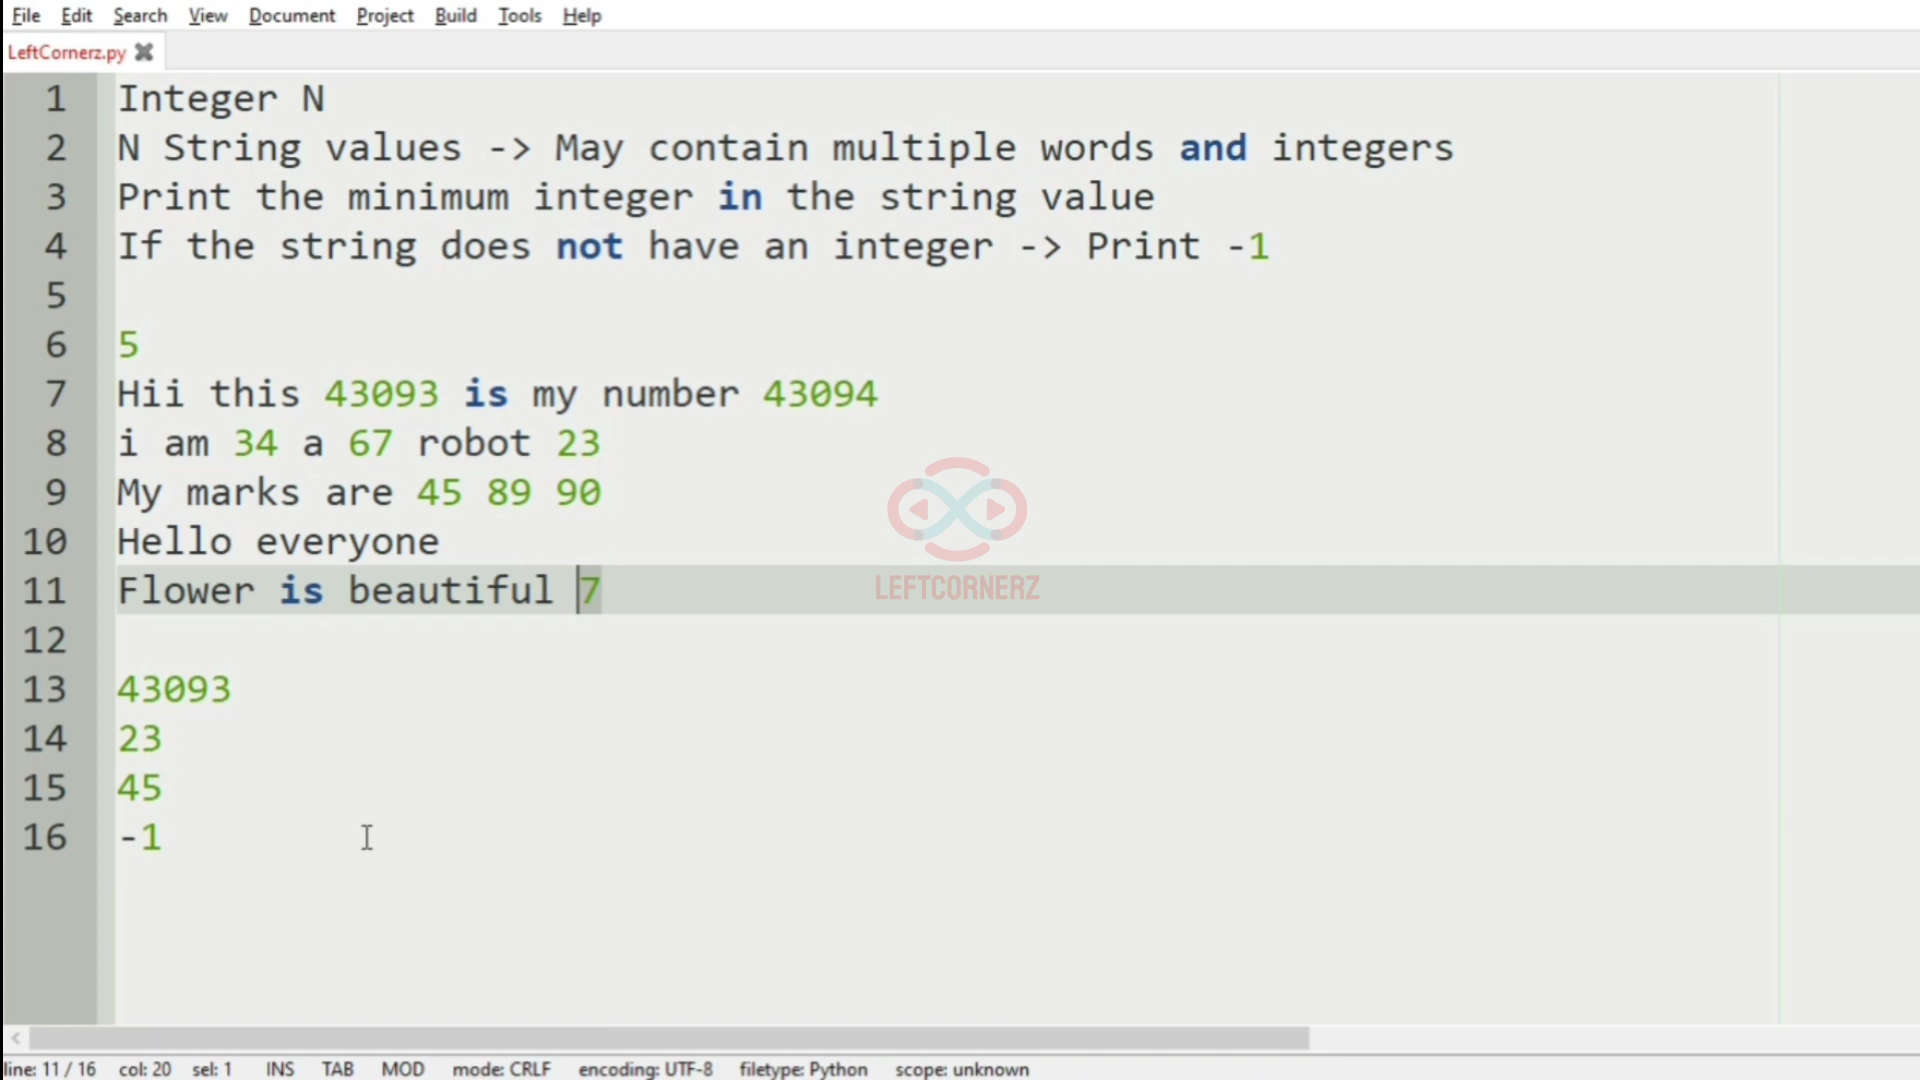 File Edit Search View Document Project Build Tools Help
LeftCornerz.py
1 Integer N
2 N String values -> May contain multiple words and integers
3 Print the minimum integer in the string value
4 If the string does not have an integer -> Print -1
5
6 5
7 Hii this 43093 is my number 43094
8 i am 34 a 67 robot 23
9 My marks are 45 89 90
10 Hello everyone
11 Flower is beautiful 7
12
13 43093
14 23
15 45
16 -1
LEFTCORNERZ
line: 11 / 16 col: 20 sel: 1 INS TAB MOD mode: CRLF encoding: UTF-8 filetype: Python scope: unknown